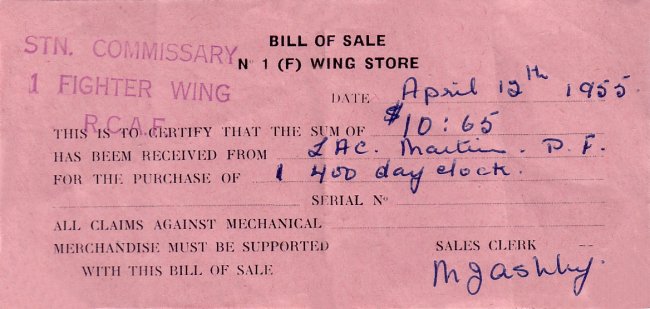 STN. COMMISSARY
1 FIGHTER WING
R.C.A.F.
BILL OF SALE
No 1 (F) WING STORE
DATE April 12th 1955
THIS IS TO CERTIFY THAT THE SUM OF $10:65
HAS BEEM RECEIVED FROM LAC. Martin. D. F.
FOR THE PURCHASE OF 1 400 day clock.
SERIAL No
ALL CLAIMS AGAINST MECHANICAL
MERCHANDISE MUST BE SUPPORTED
WITH THIS BILL OF SALE
SALES CLERK
M Jashby.